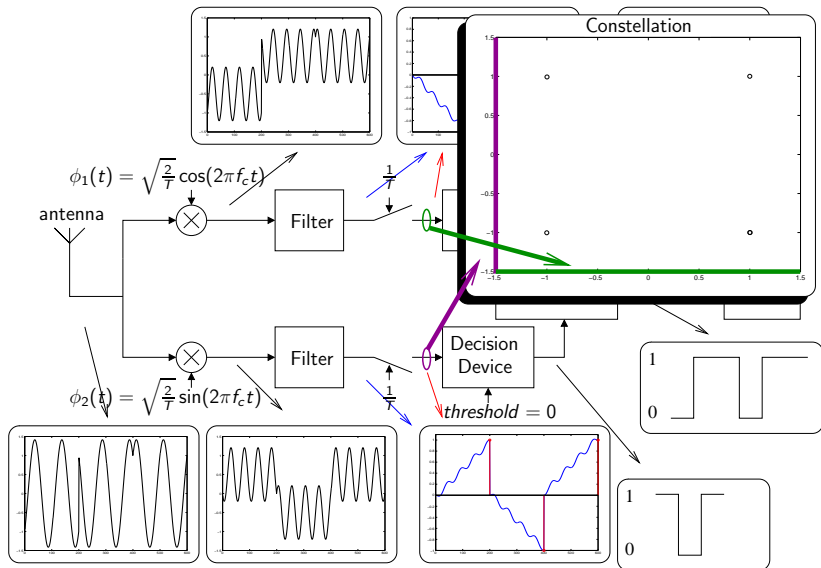 Constellation
1.5
1
0.5
0
−0.5
−1
−1.5
−1.5 −1 −0.5 0 0.5 1 1.5
ϕ₁(t) = √(2/T) cos(2πf_c t)
1/T
antenna
Filter
Filter
Decision
Device
ϕ₂(t) = √(2/T) sin(2πf_c t)
1/T
threshold = 0
1
0
1
0